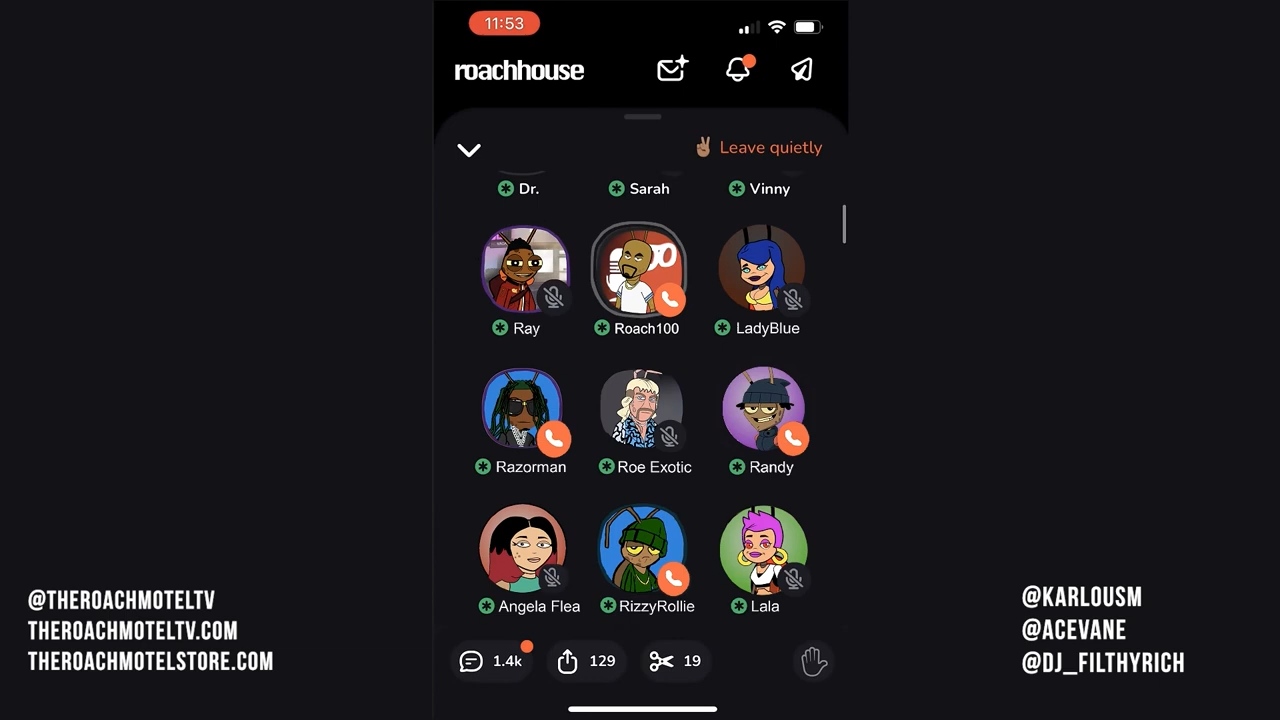 11:53
roachhouse
Leave quietly
Dr. Sarah Vinny
Ray Roach100 LadyBlue
Razorman Roe Exotic Randy
Angela Flea RizzyRollie Lala
1.4k 129 19
@THEROACHMOTELTV
THEROACHMOTELTV.COM
THEROACHMOTELSTORE.COM
@KARLOUSM
@ACEVANE
@DJ_FILTHYRICH